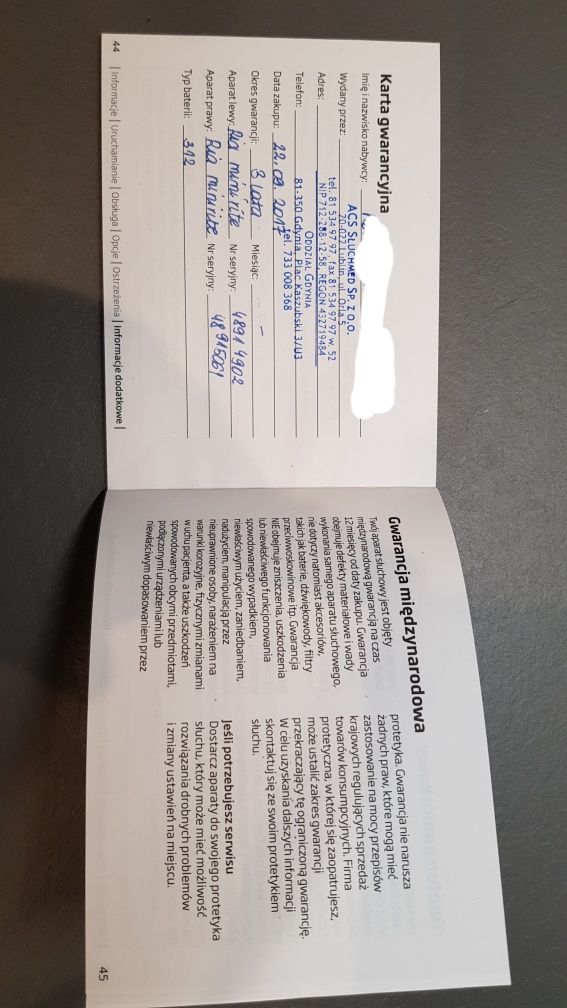 Karta gwarancyjna
Imię i nazwisko nabywcy:
ACS SŁUCHMED SP. Z O.O.
Wydany przez: 20-022 Lublin, ul. Orla 5
tel. 81 534 97 97, fax 81 534 97 97 w. 52
Adres: NIP 712-288-12-58, REGON 432719484
ODDZIAŁ GDYNIA
Telefon: 81-350 Gdynia, Plac Kaszubski 3/U3
tel. 733 008 368
Data zakupu: 22.09.2017
Okres gwarancji: 3 lata Miesiąc: -
Aparat lewy: Ria mini rite Nr seryjny: 48914902
Aparat prawy: Ria mini rite Nr seryjny: 48915061
Typ baterii: 312
44 | Informacje | Uruchamianie | Obsługa | Opcje | Ostrzeżenia | Informacje dodatkowe |
Gwarancja międzynarodowa
Twój aparat słuchowy jest objęty
międzynarodową gwarancją na czas
12 miesięcy od daty zakupu. Gwarancja
obejmuje defekty materiałowe i wady
wykonania samego aparatu słuchowego,
nie dotyczy natomiast akcesoriów,
takich jak baterie, dźwiękowody, filtry
przeciwwoskowinowe itp. Gwarancja
NIE obejmuje zniszczenia, uszkodzenia
lub niewłaściwego funkcjonowania
spowodowanego wypadkiem,
niewłaściwym użyciem, zaniedbaniem,
nadużyciem, manipulacją przez
nieuprawnione osoby, narażeniem na
warunki korozyjne, fizycznymi zmianami
w uchu pacjenta, a także uszkodzeń
spowodowanych obcymi przedmiotami,
podłączonymi urządzeniami lub
niewłaściwym dopasowaniem przez
protetyka. Gwarancja nie narusza
żadnych praw, które mogą mieć
zastosowanie na mocy przepisów
krajowych regulujących sprzedaż
towarów konsumpcyjnych. Firma
protetyczna, w której się zaopatrujesz,
może ustalić zakres gwarancji
przekraczający tę ograniczoną gwarancję.
W celu uzyskania dalszych informacji
skontaktuj się ze swoim protetykiem
słuchu.
Jeśli potrzebujesz serwisu
Dostarcz aparaty do swojego protetyka
słuchu, który może mieć możliwość
rozwiązania drobnych problemów
i zmiany ustawień na miejscu.
45